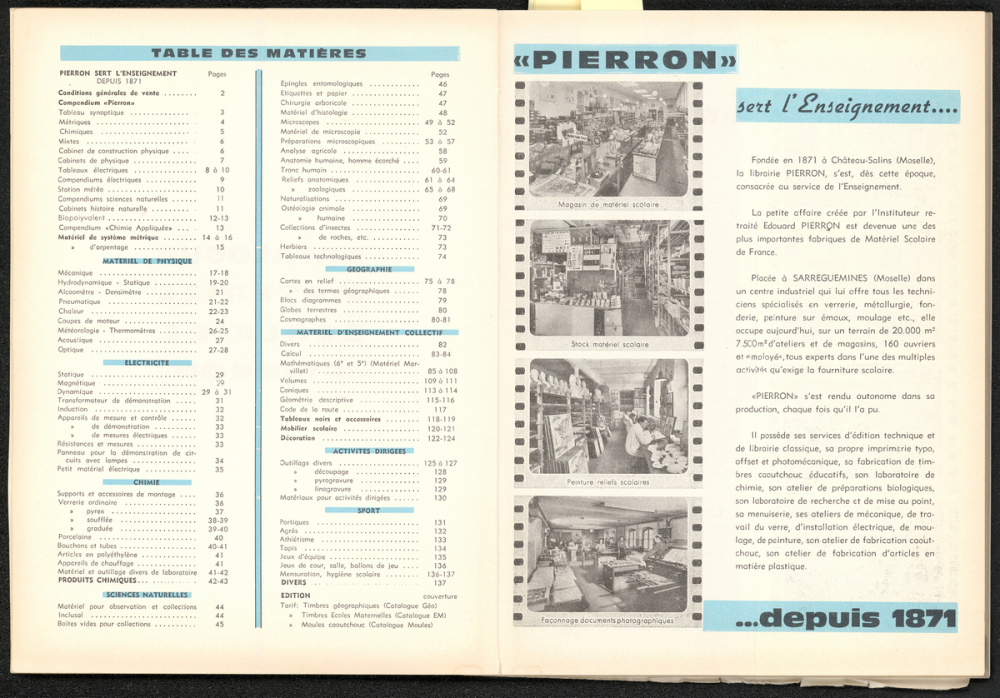 TABLE DES MATIÈRES
PIERRON SERT L'ENSEIGNEMENT Pages
DEPUIS 1871
Conditions générales de vente ........ 2
Compendium «Pierron»
Tableau synoptique ........ 3
Métriques ........ 4
Chimiques ........ 5
Mixtes ........ 6
Cabinet de construction physique .... 6
Cabinets de physique ........ 7
Tableaux électriques ........ 8 à 10
Compendiums électriques ........ 9
Station météo ........ 10
Compendiums sciences naturelles ... 11
Cabinets histoire naturelle ........ 11
Biopolyvalent ........ 12-13
Compendium «Chimie Appliquée» ... 13
Matériel de système métrique ........ 14 à 16
» d'arpentage ........ 15
MATERIEL DE PHYSIQUE
Mécanique ........ 17-18
Hydrodynamique - Statique ........ 19-20
Alcoomètre - Densimètre ........ 21
Pneumatique ........ 21-22
Chaleur ........ 22-23
Coupes de moteur ........ 24
Météorologie - Thermomètres ........ 26-25
Acoustique ........ 27
Optique ........ 27-28
ELECTRICITE
Statique ........ 29
Magnétique ........ 29
Dynamique ........ 29 à 31
Transformateur de démonstration .... 31
Induction ........ 32
Appareils de mesure et contrôle .... 32
» de démonstration ........ 33
» de mesures électriques .. 33
Résistances et mesures ........ 33
Panneau pour la démonstration de cir-
cuits avec lampes ........ 34
Petit matériel électrique ........ 35
CHIMIE
Supports et accessoires de montage .... 36
Verrerie ordinaire ........ 36
» pyrex ........ 37
» soufflée ........ 38-39
» graduée ........ 39-40
Porcelaine ........ 40
Bouchons et tubes ........ 40-41
Articles en polyéthylène ........ 41
Appareils de chauffage ........ 41
Matériel et outillage divers de laboratoire 41-42
PRODUITS CHIMIQUES... ........ 42-43
SCIENCES NATURELLES
Matériel pour observation et collections 44
Inclusol ........ 44
Boites vides pour collections ........ 45
Pages
Epingles entomologiques ........ 46
Etiquettes et papier ........ 47
Chirurgie arboricale ........ 47
Matériel d'histologie ........ 48
Microscopes ........ 49 à 52
Matériel de microscopie ........ 52
Préparations microscopiques ........ 53 à 57
Analyse agricole ........ 58
Anatomie humaine, homme écorché .... 59
Tronc humain ........ 60-61
Reliefs anatomiques ........ 61 à 64
» zoologiques ........ 65 à 68
Naturalisations ........ 69
Ostéologie animale ........ 69
» humaine ........ 70
Collections d'insectes ........ 71-72
» de roches, etc. ........ 73
Herbiers ........ 73
Tableaux technologiques ........ 74
GEOGRAPHIE
Cartes en relief ........ 75 à 78
» des termes géographiques ........ 78
Blocs diagrammes ........ 79
Globes terrestres ........ 80
Cosmographes ........ 80-81
MATERIEL D'ENSEIGNEMENT COLLECTIF
Divers ........ 82
Calcul ........ 83-84
Mathématiques (6° et 5°) (Matériel Mor-
villet) ........ 85 à 108
Volumes ........ 109 à 111
Coniques ........ 113 à 114
Géométrie descriptive ........ 115-116
Code de la route ........ 117
Tableaux noirs et accessoires ........ 118-119
Mobilier scolaire ........ 120-121
Décoration ........ 122-124
ACTIVITES DIRIGEES
Outillage divers ........ 125 à 127
» découpage ........ 128
» pyrogravure ........ 129
» linogravure ........ 129
Matériaux pour activités dirigées ...... 130
SPORT
Portiques ........ 131
Agrès ........ 132
Athlétisme ........ 133
Tapis ........ 134
Jeux d'équipe ........ 135
Jeux de cour, salle, ballons de jeu .... 136
Mensuration, hygiène scolaire ........ 136-137
DIVERS ........ 137
EDITION couverture
Tarif: Timbres géographiques (Catalogue Géo)
» Timbres Ecoles Maternelles (Catalogue EM)
» Moules caoutchouc (Catalogue Moules)
«PIERRON»
sert l'Enseignement....
Magasin de matériel scolaire
Stock matériel scolaire
Peinture reliefs scolaires
Façonnage documents photographiques
Fondée en 1871 à Château-Salins (Moselle),
la librairie PIERRON, s'est, dès cette époque,
consacrée au service de l'Enseignement.
La petite affaire créée par l'Instituteur re-
traité Edouard PIERRON est devenue une des
plus importantes fabriques de Matériel Scolaire
de France.
Placée à SARREGUEMINES (Moselle) dans
un centre industriel qui lui offre tous les techni-
ciens spécialisés en verrerie, métallurgie, fon-
derie, peinture sur émaux, moulage etc., elle
occupe aujourd'hui, sur un terrain de 20.000 m²
7.500m² d'ateliers et de magasins, 160 ouvriers
et employés, tous experts dans l'une des multiples
activités qu'exige la fourniture scolaire.
«PIERRON» s'est rendu autonome dans sa
production, chaque fois qu'il l'a pu.
Il possède ses services d'édition technique et
de librairie classique, sa propre imprimerie typo,
offset et photomécanique, sa fabrication de tim-
bres caoutchouc éducatifs, son laboratoire de
chimie, son atelier de préparations biologiques,
son laboratoire de recherche et de mise au point,
sa menuiserie, ses ateliers de mécanique, de tra-
vail du verre, d'installation électrique, de mou-
lage, de peinture, son atelier de fabrication caout-
chouc, son atelier de fabrication d'articles en
matière plastique.
...depuis 1871